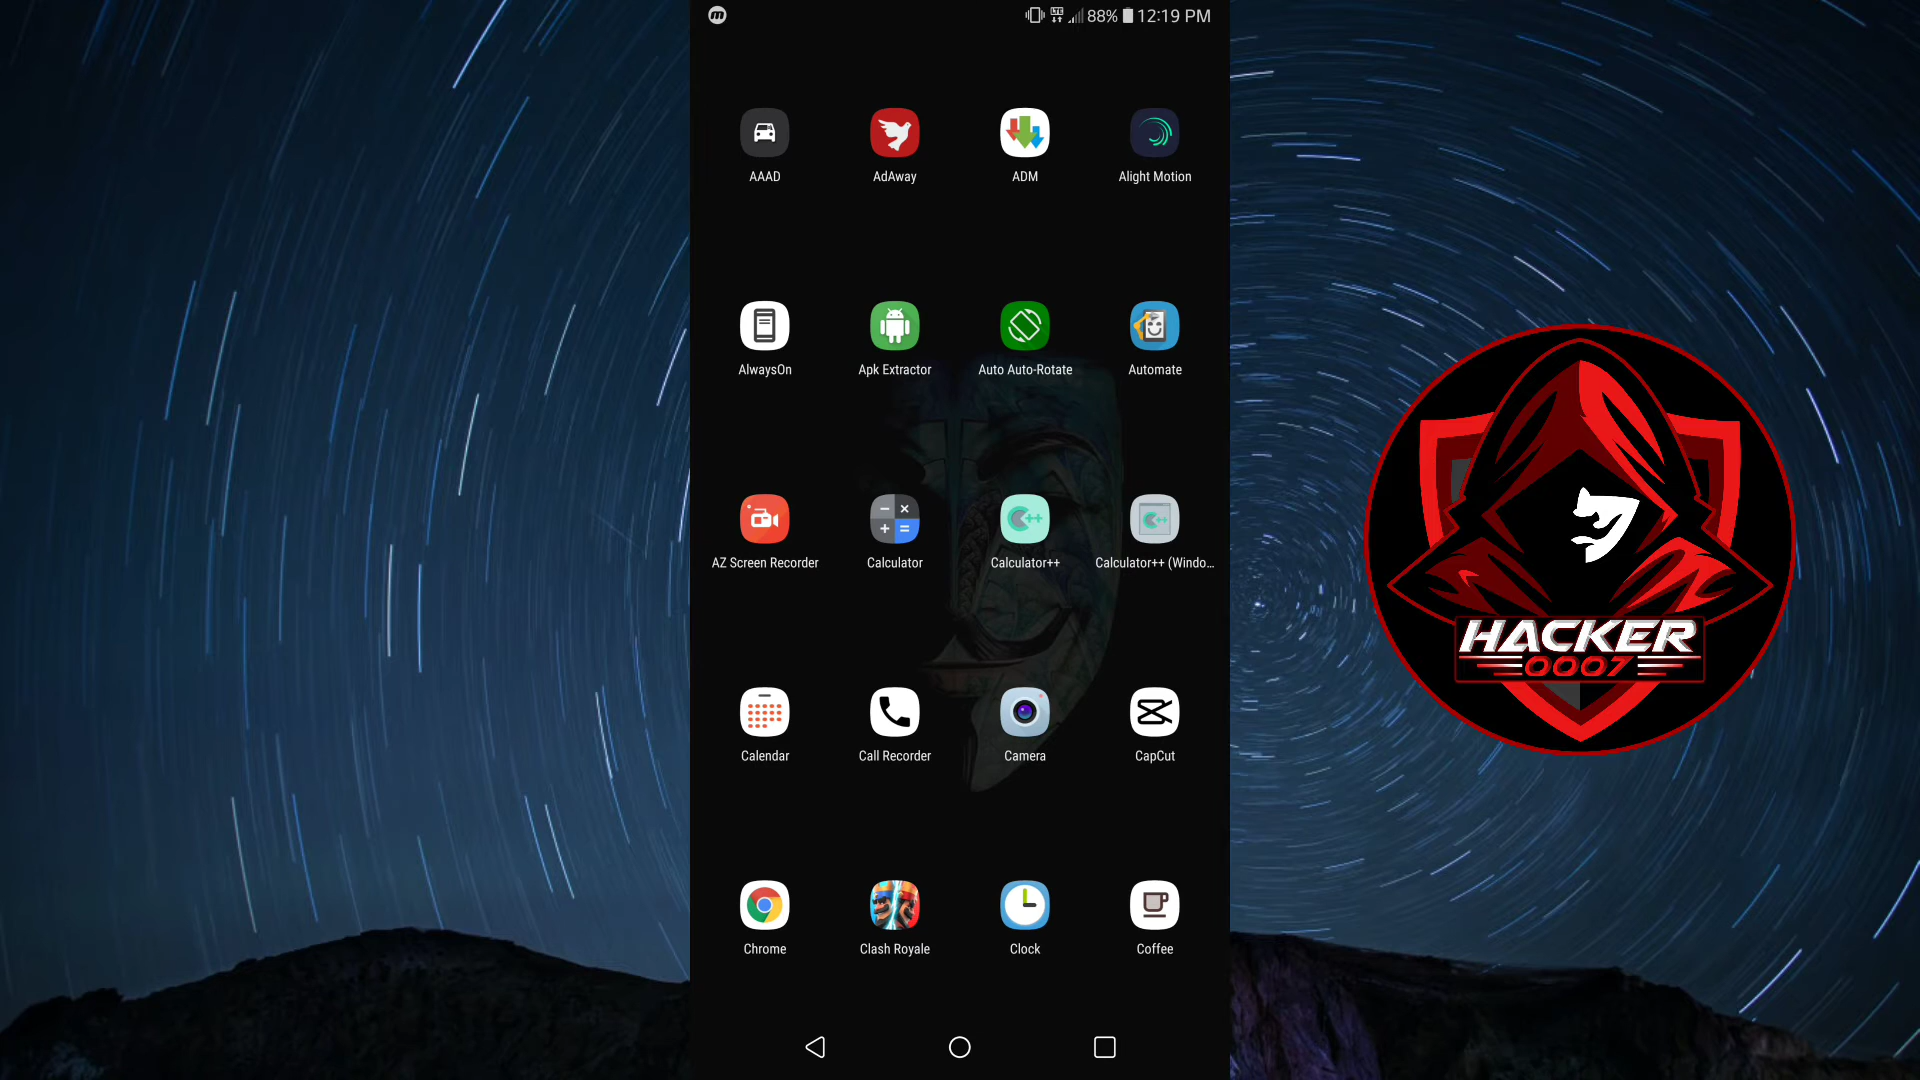 88% 12:19 PM
AAAD AdAway ADM Alight Motion
AlwaysOn Apk Extractor Auto Auto-Rotate Automate
AZ Screen Recorder Calculator Calculator++ Calculator++ (Windo...
Calendar Call Recorder Camera CapCut
Chrome Clash Royale Clock Coffee
HACKER
0007